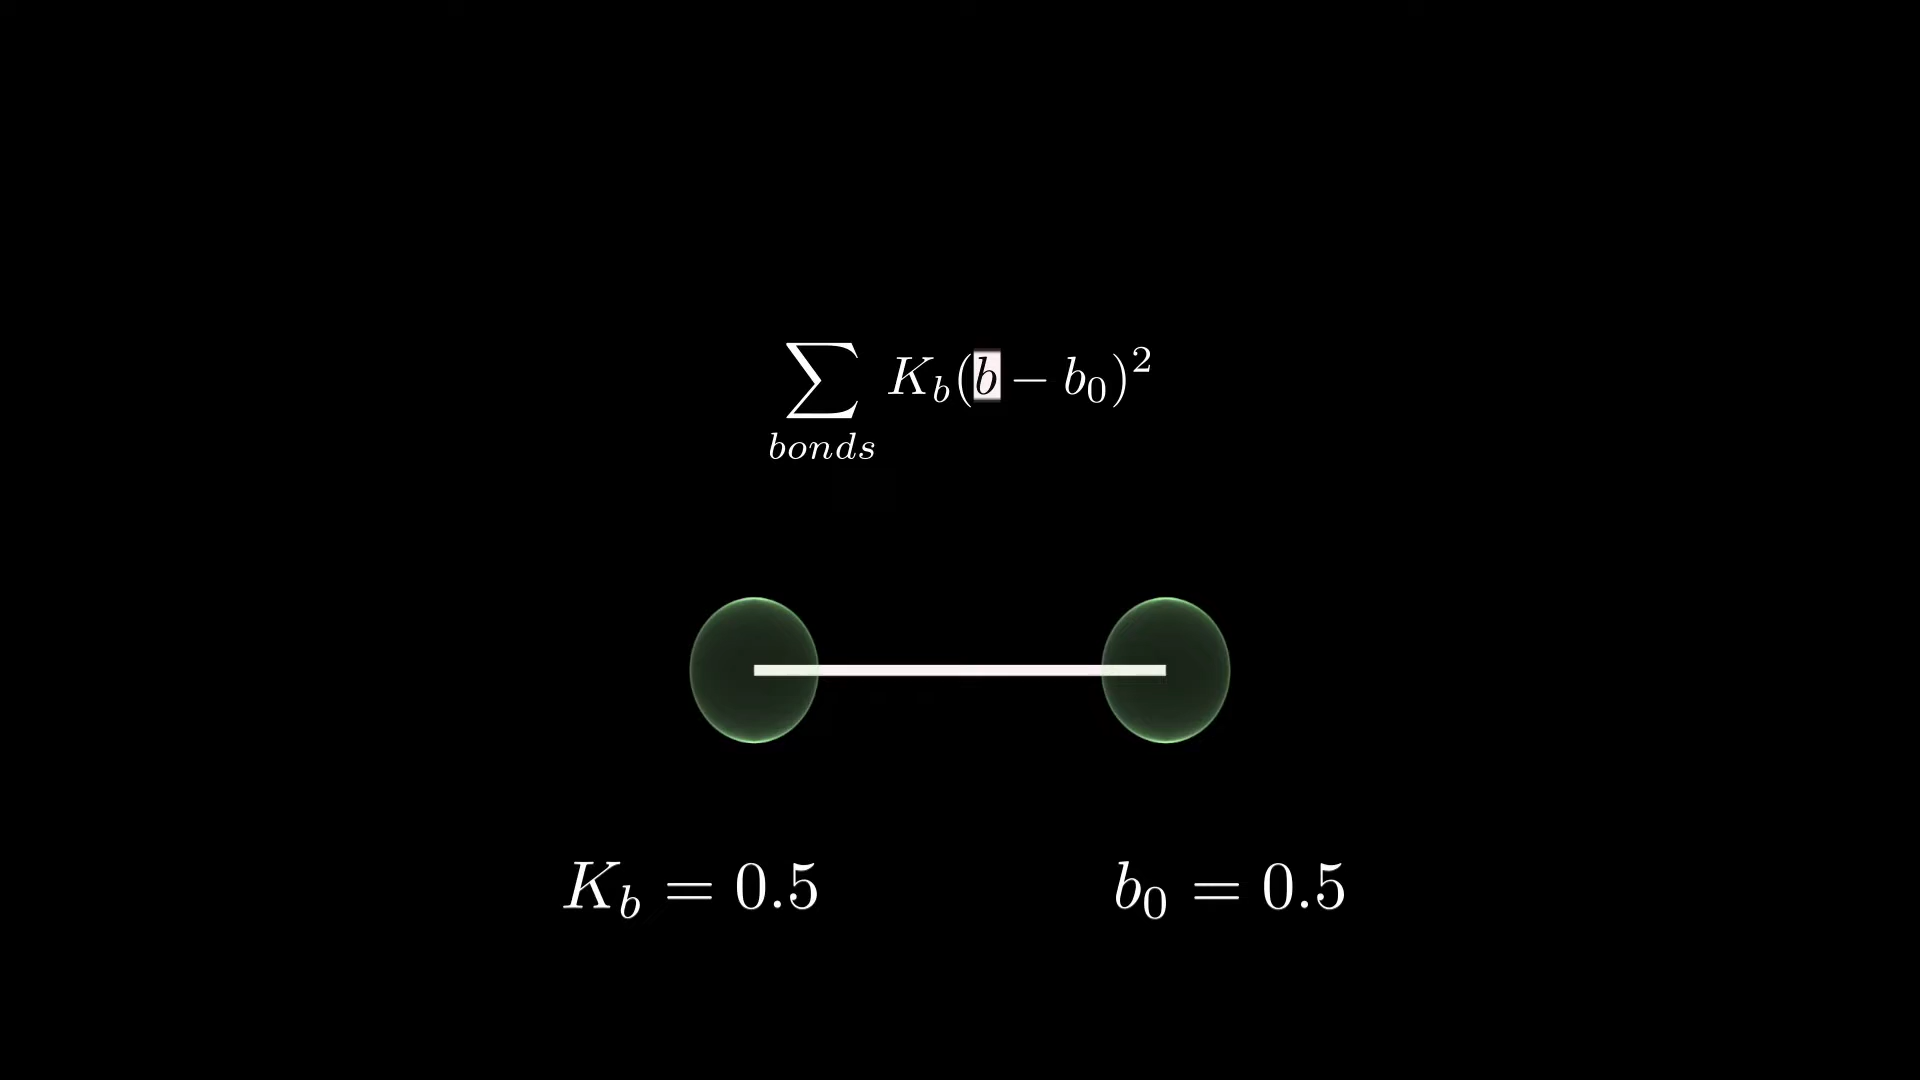 ∑ K_b(b − b_0)^2
bonds
K_b = 0.5
b_0 = 0.5